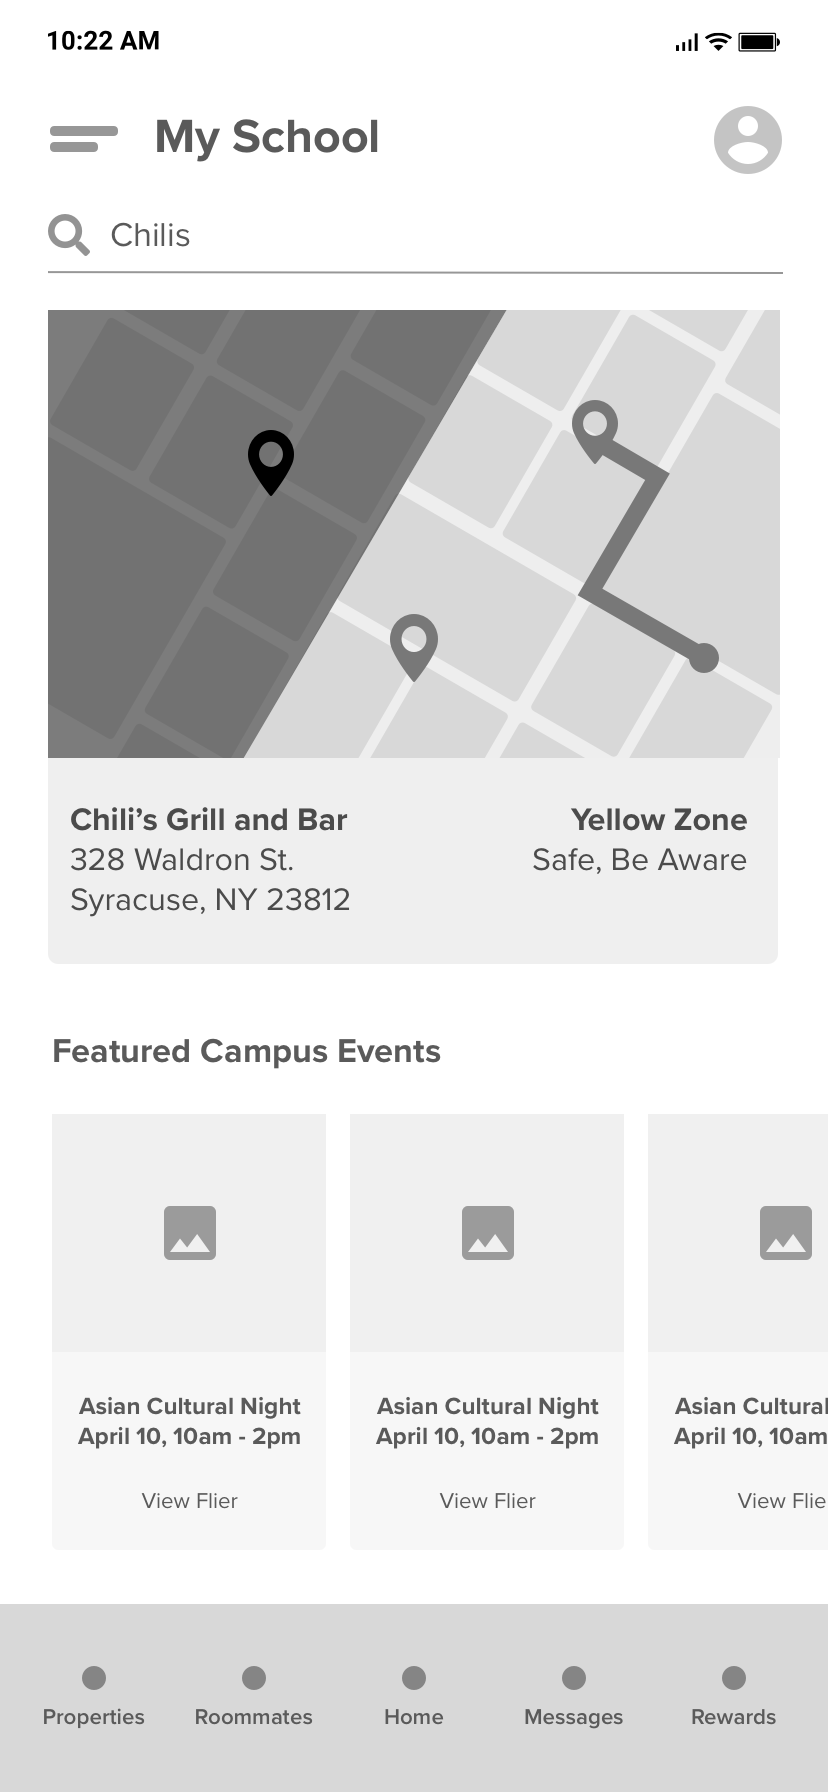 10:22 AM
My School
Chilis
Chili’s Grill and Bar
328 Waldron St.
Syracuse, NY 23812
Yellow Zone
Safe, Be Aware
Featured Campus Events
Asian Cultural Night
April 10, 10am - 2pm
View Flier
Asian Cultural Night
April 10, 10am - 2pm
View Flier
Asian Cultural
April 10, 10am
View Flie
Properties
Roommates
Home
Messages
Rewards